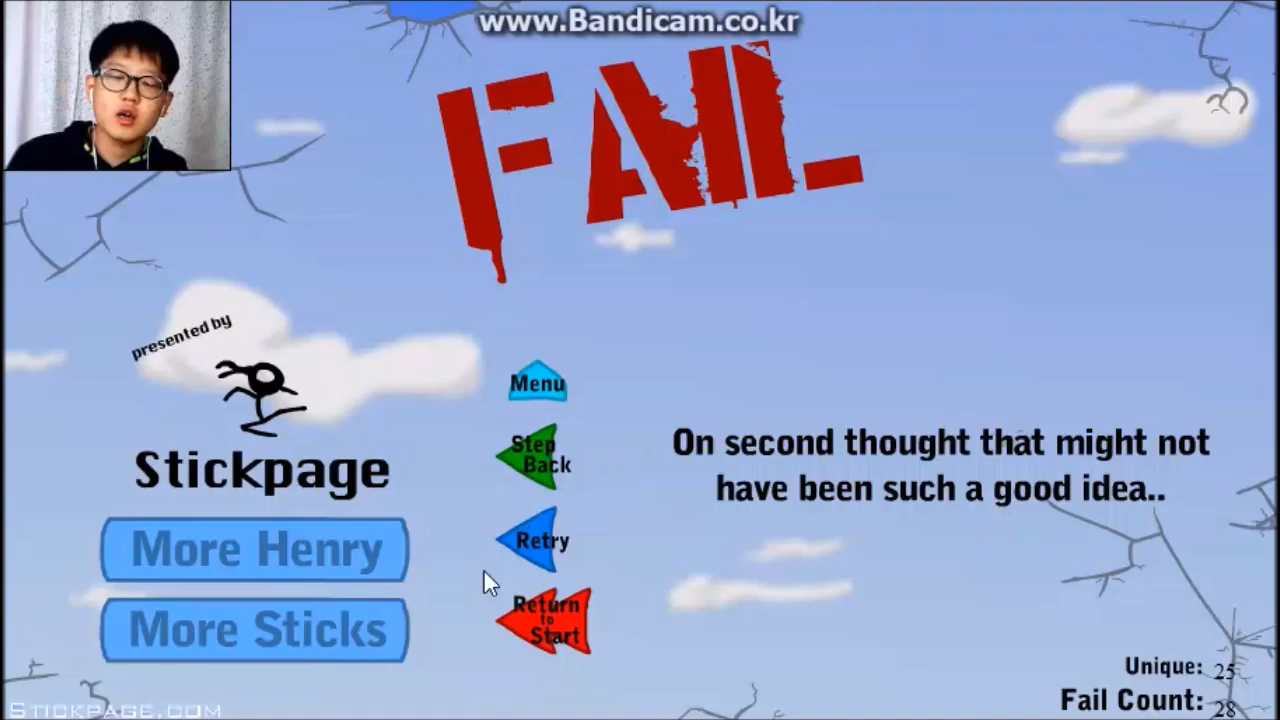 www.Bandicam.co.kr
FAIL
presented by
Stickpage
More Henry
More Sticks
Menu
Step
Back
Retry
Return
to
Start
On second thought that might not
have been such a good idea..
Unique: 25
Fail Count: 28
STICKPAGE.COM